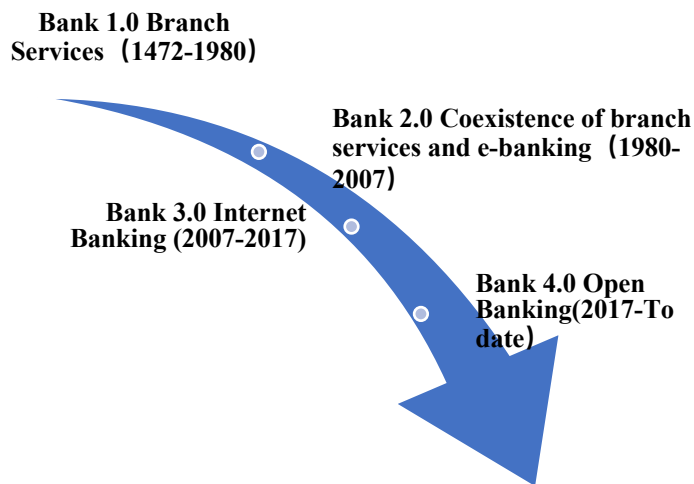 Bank 1.0 Branch
Services（1472-1980）
Bank 2.0 Coexistence of branch
services and e-banking（1980-
2007）
Bank 3.0 Internet
Banking (2007-2017)
Bank 4.0 Open
Banking(2017-To
date）